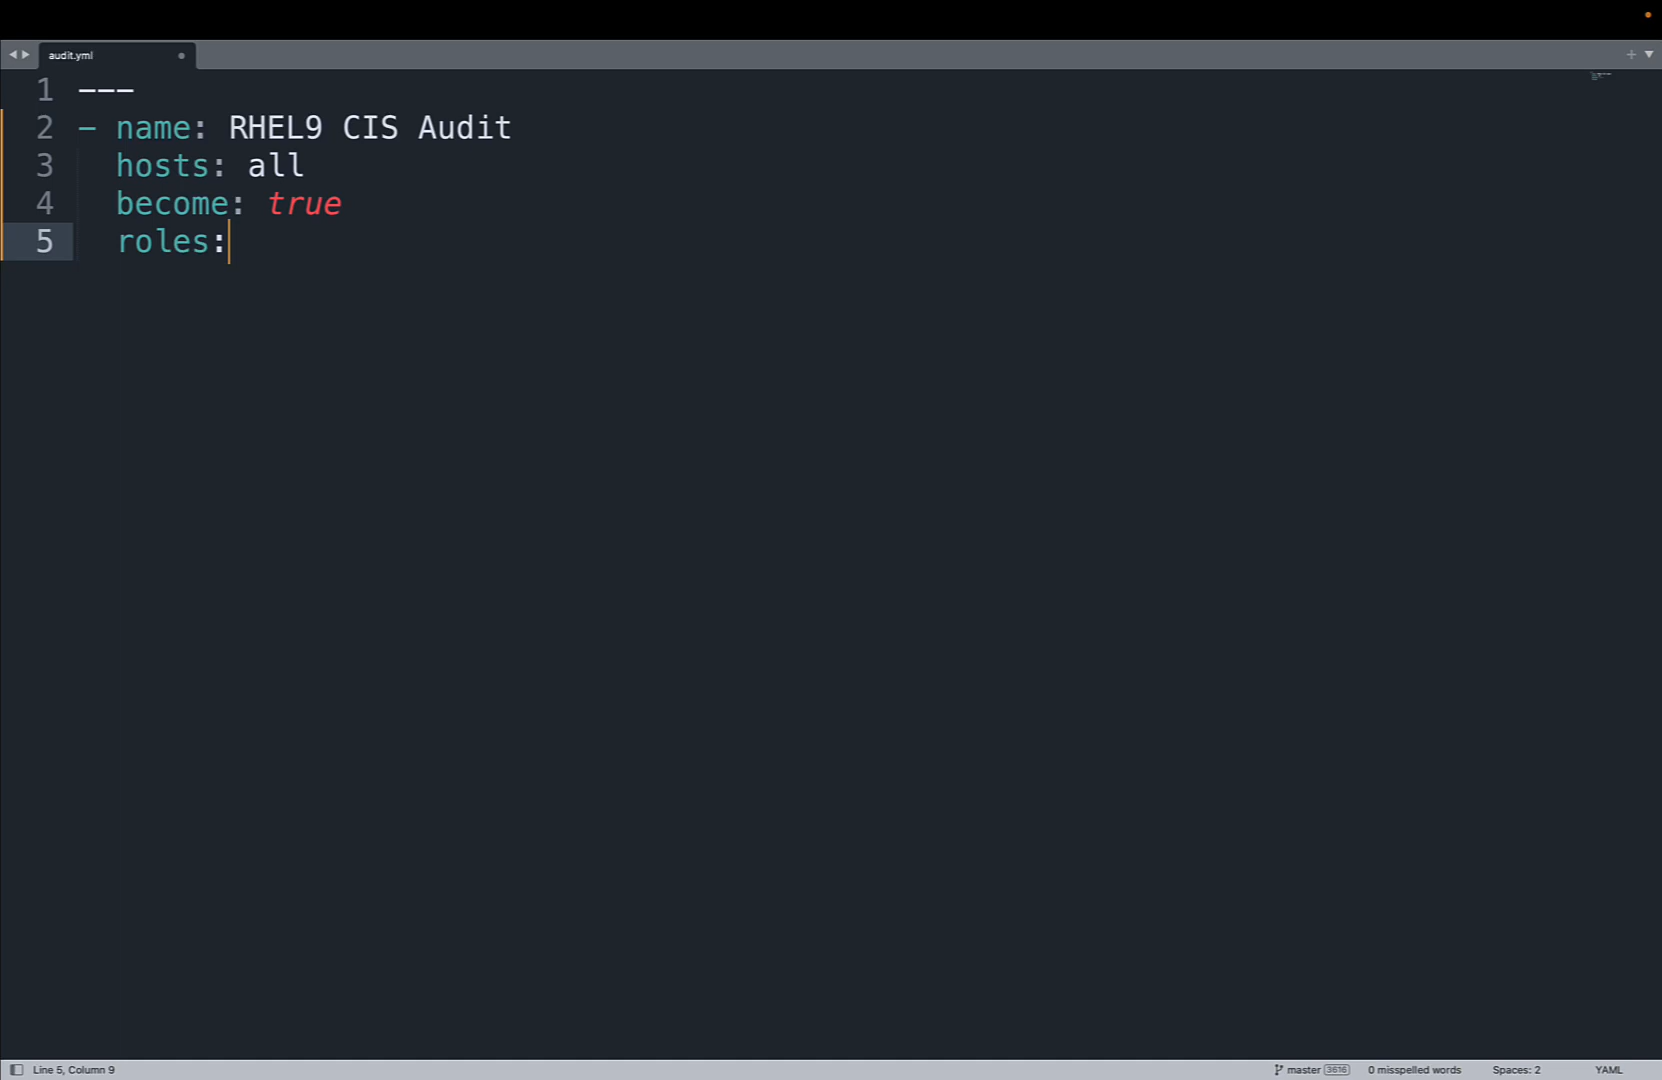 audit.yml
1 ---
2 - name: RHEL9 CIS Audit
3 hosts: all
4 become: true
5 roles:
Line 5, Column 9
master 3616
0 misspelled words
Spaces: 2
YAML